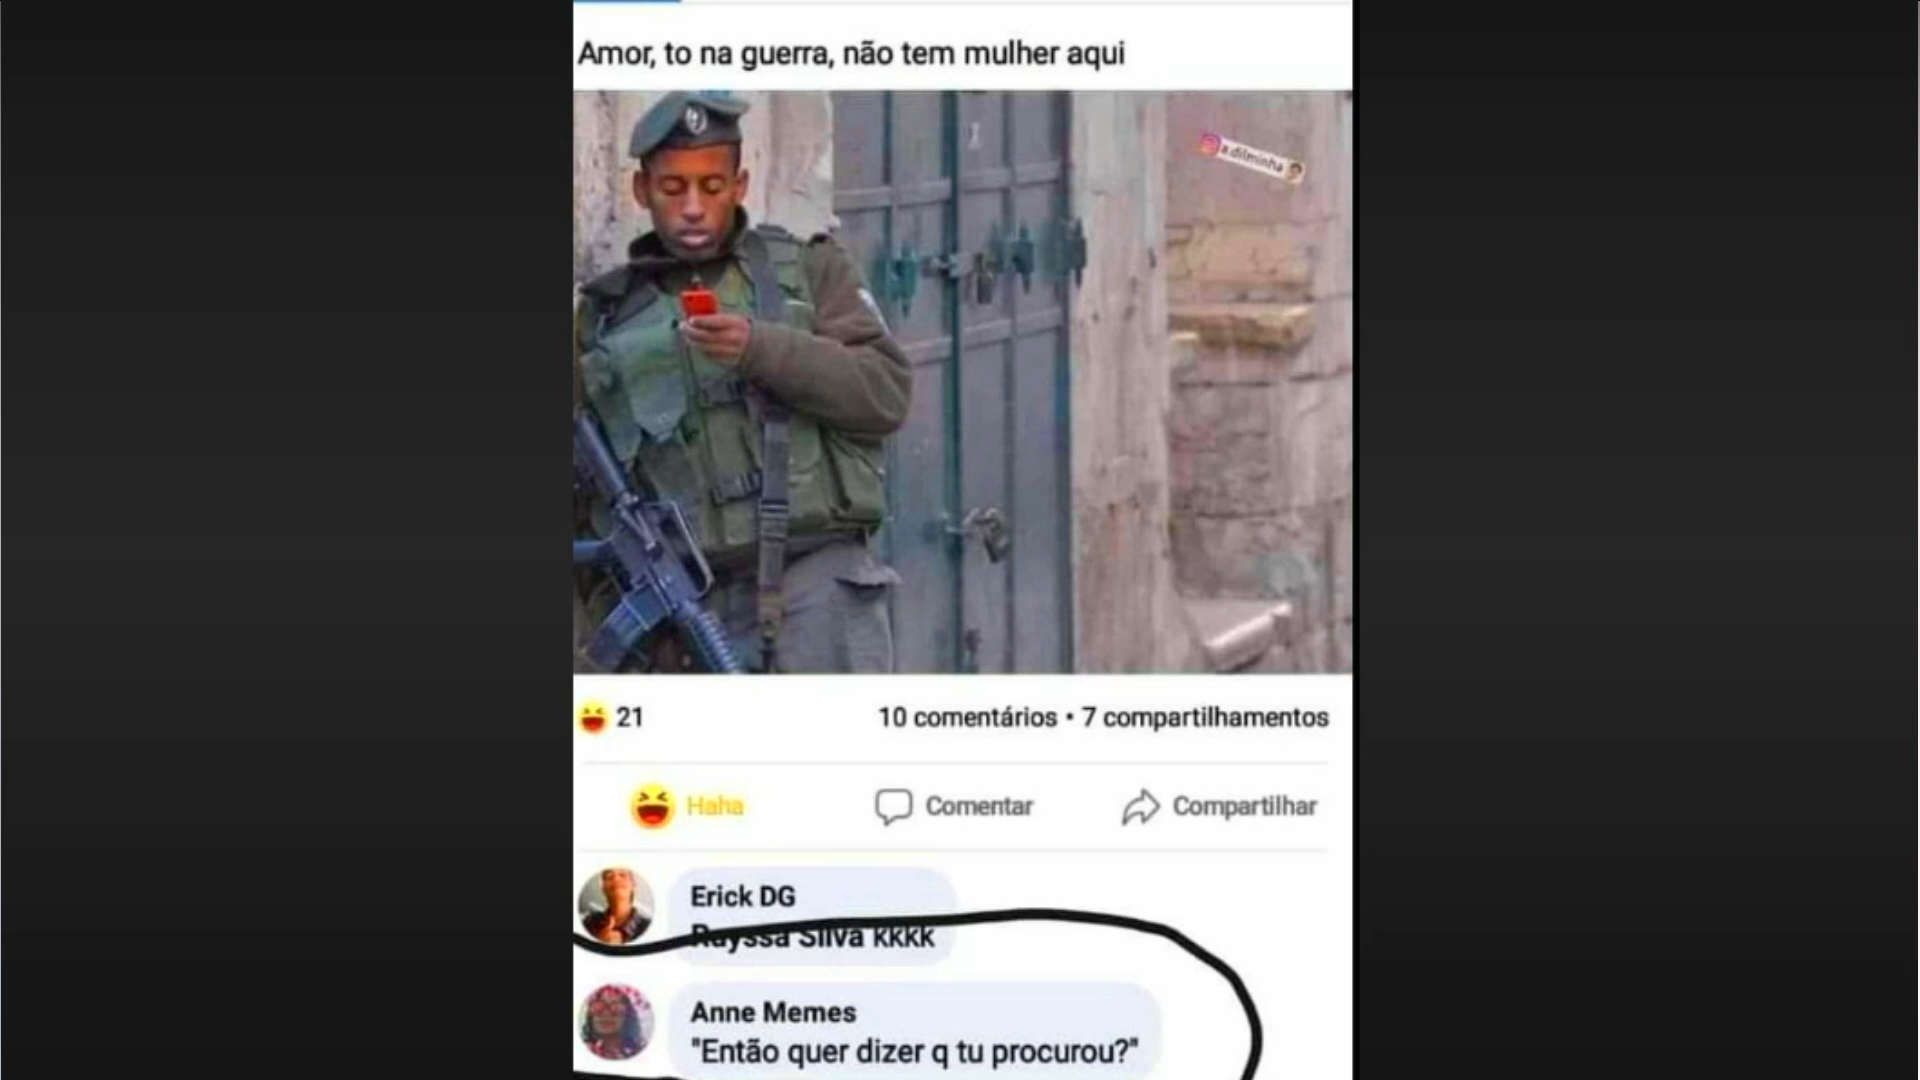 Amor, to na guerra, não tem mulher aqui
a.dilminha
21
10 comentários • 7 compartilhamentos
Haha
Comentar
Compartilhar
Erick DG
Rayssa Silva kkkk
Anne Memes
"Então quer dizer q tu procurou?"